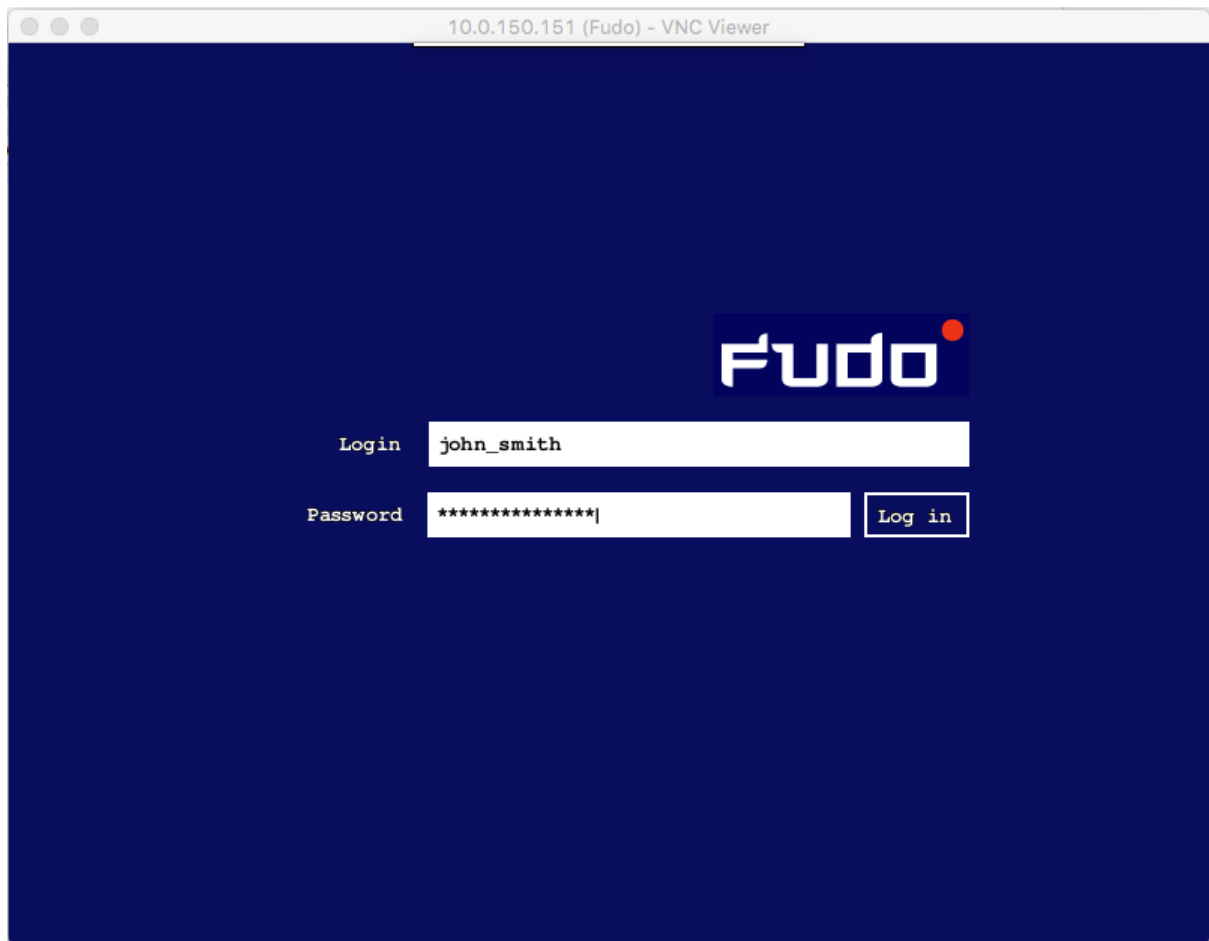 10.0.150.151 (Fudo) - VNC Viewer
Fudo
Login john_smith
Password ***************| Log in